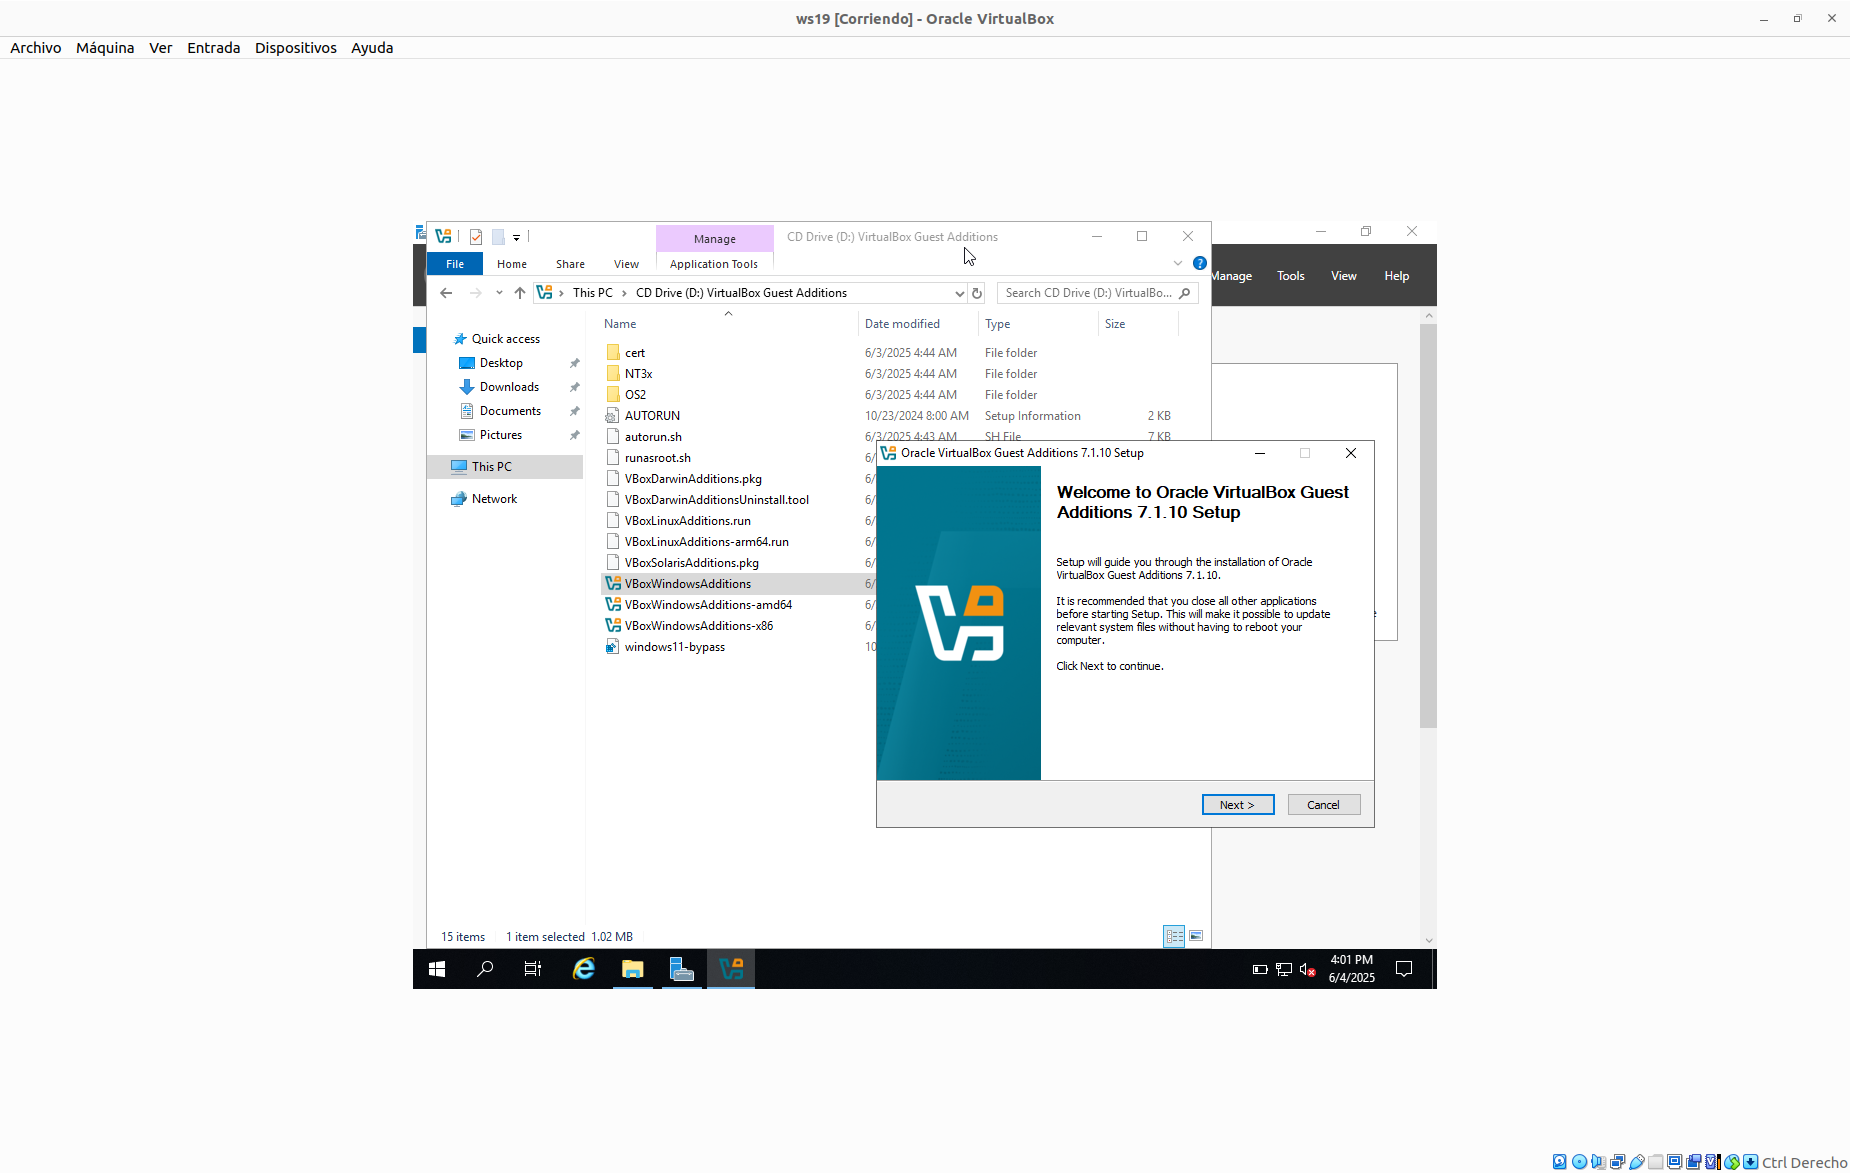 ws19 [Corriendo] - Oracle VirtualBox
Archivo Máquina Ver Entrada Dispositivos Ayuda
Manage
CD Drive (D:) VirtualBox Guest Additions
File Home Share View Application Tools
Manage Tools View Help
This PC CD Drive (D:) VirtualBox Guest Additions
Search CD Drive (D:) VirtualBo...
Name Date modified Type Size
Quick access
Desktop
Downloads
Documents
Pictures
This PC
Network
cert 6/3/2025 4:44 AM File folder
NT3x 6/3/2025 4:44 AM File folder
OS2 6/3/2025 4:44 AM File folder
AUTORUN 10/23/2024 8:00 AM Setup Information 2 KB
autorun.sh 6/3/2025 4:43 AM SH File 7 KB
runasroot.sh 6/
VBoxDarwinAdditions.pkg 6/
VBoxDarwinAdditionsUninstall.tool 6/
VBoxLinuxAdditions.run 6/
VBoxLinuxAdditions-arm64.run 6/
VBoxSolarisAdditions.pkg 6/
VBoxWindowsAdditions 6/
VBoxWindowsAdditions-amd64 6/
VBoxWindowsAdditions-x86 6/
windows11-bypass 10
Oracle VirtualBox Guest Additions 7.1.10 Setup
Welcome to Oracle VirtualBox Guest
Additions 7.1.10 Setup
Setup will guide you through the installation of Oracle
VirtualBox Guest Additions 7.1.10.
It is recommended that you close all other applications
before starting Setup. This will make it possible to update
relevant system files without having to reboot your
computer.
Click Next to continue.
Next >
Cancel
15 items 1 item selected 1.02 MB
4:01 PM
6/4/2025
Ctrl Derecho